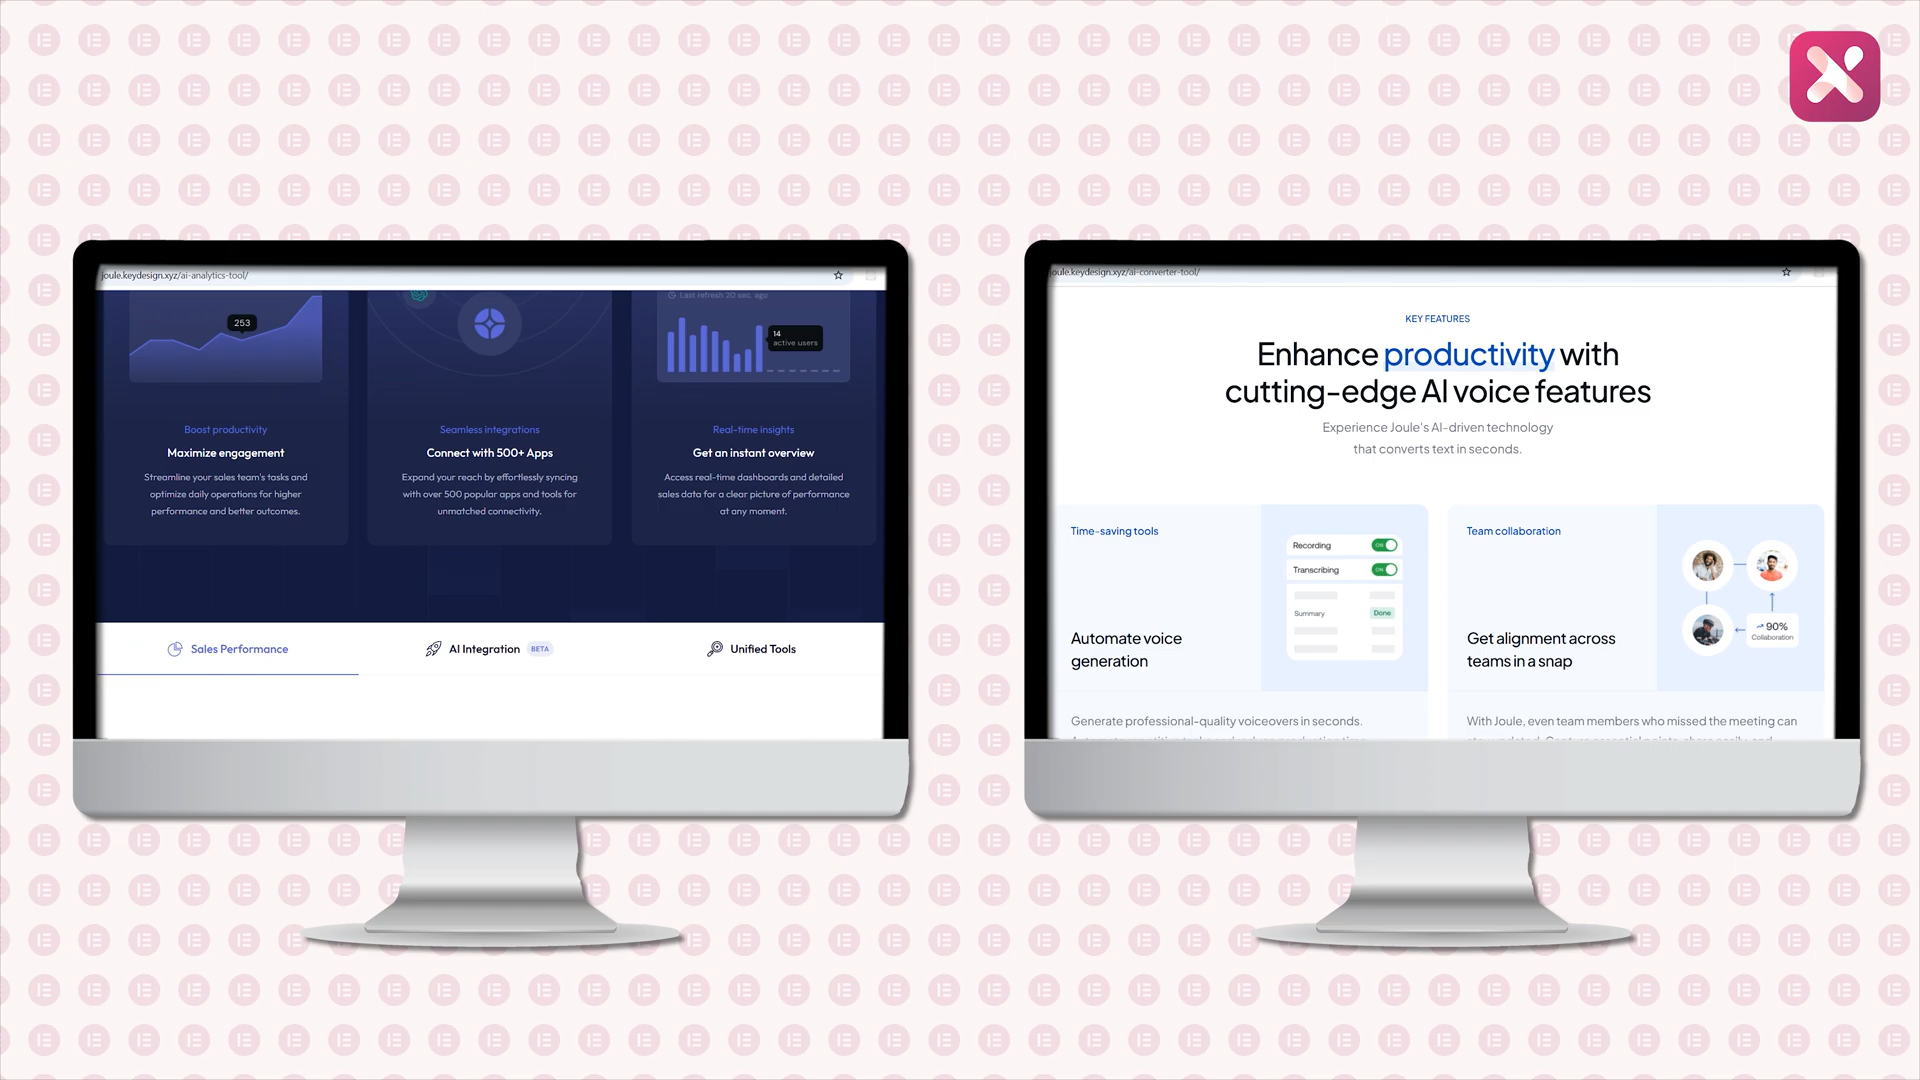 joule.keydesign.xyz/ai-analytics-tool/
253
Last refresh 20 sec. ago
14
active users
Boost productivity
Maximize engagement
Streamline your sales team's tasks and
optimize daily operations for higher
performance and better outcomes.
Seamless integrations
Connect with 500+ Apps
Expand your reach by effortlessly syncing
with over 500 popular apps and tools for
unmatched connectivity.
Real-time insights
Get an instant overview
Access real-time dashboards and detailed
sales data for a clear picture of performance
at any moment.
Sales Performance
AI Integration BETA
Unified Tools
joule.keydesign.xyz/ai-converter-tool/
KEY FEATURES
Enhance productivity with
cutting-edge AI voice features
Experience Joule's AI-driven technology
that converts text in seconds.
Time-saving tools
Automate voice
generation
Recording ON
Transcribing ON
Summary Done
Generate professional-quality voiceovers in seconds.
Team collaboration
Get alignment across
teams in a snap
90%
Collaboration
With Joule, even team members who missed the meeting can